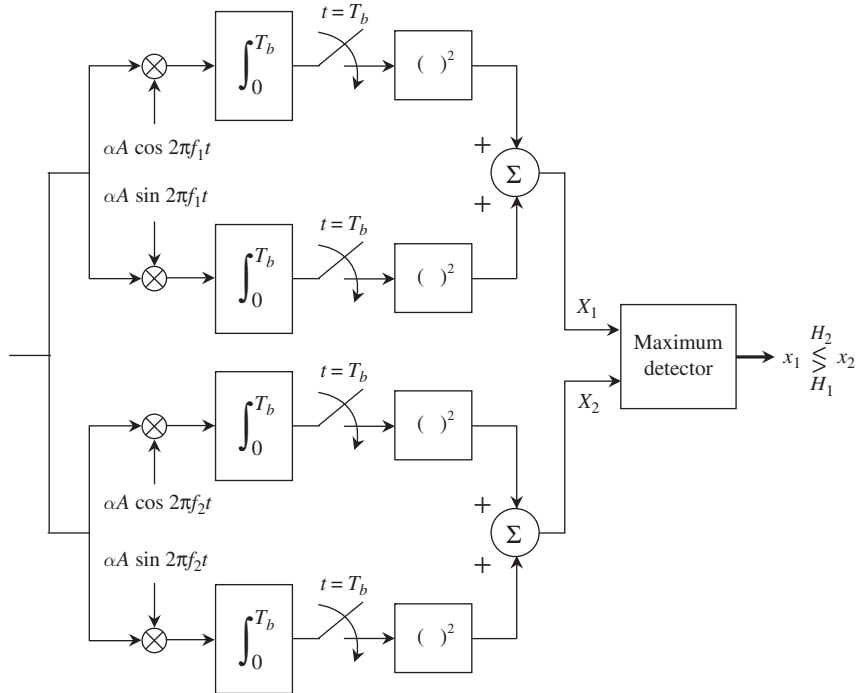 t = T_b
∫_0^{T_b}
( )^2
αA cos 2πf_1t
+
Σ
+
αA sin 2πf_1t
t = T_b
∫_0^{T_b}
( )^2
X_1
Maximum
detector
x_1 ≶ x_2
H_2
H_1
X_2
t = T_b
∫_0^{T_b}
( )^2
αA cos 2πf_2t
+
Σ
+
αA sin 2πf_2t
t = T_b
∫_0^{T_b}
( )^2